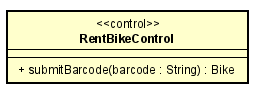 <<control>>
RentBikeControl
+ submitBarcode(barcode : String) : Bike